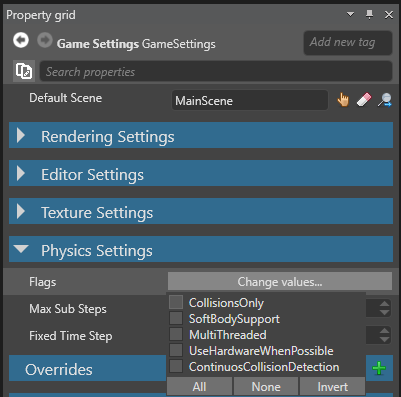 Property grid
Game Settings GameSettings
Add new tag
Search properties
Default Scene
MainScene
Rendering Settings
Editor Settings
Texture Settings
Physics Settings
Flags
Change values...
CollisionsOnly
SoftBodySupport
Max Sub Steps
MultiThreaded
Fixed Time Step
UseHardwareWhenPossible
ContinuosCollisionDetection
Overrides
All None Invert